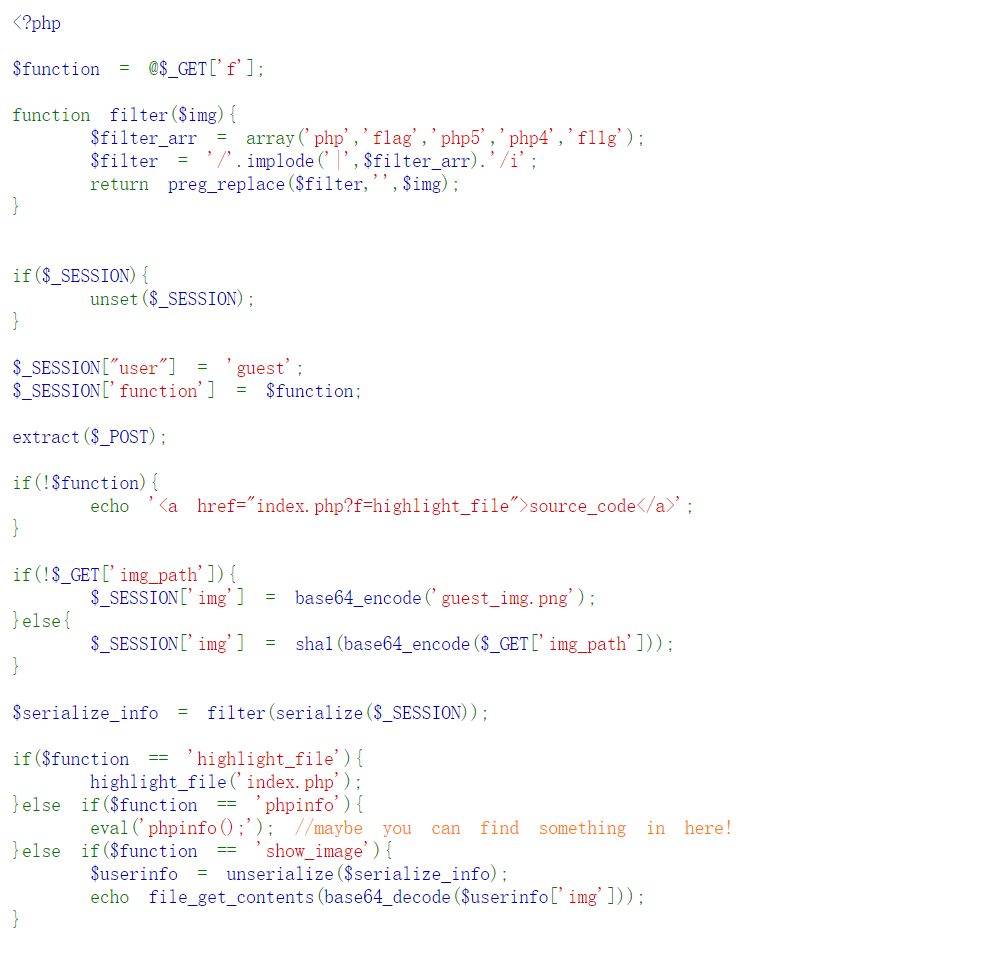 <?php
$function = @$_GET['f'];
function filter($img){
$filter_arr = array('php','flag','php5','php4','fl1g');
$filter = '/'.implode('|',$filter_arr).'/i';
return preg_replace($filter,'',$img);
}
if($_SESSION){
unset($_SESSION);
}
$_SESSION["user"] = 'guest';
$_SESSION['function'] = $function;
extract($_POST);
if(!$function){
echo '<a href="index.php?f=highlight_file">source_code</a>';
}
if(!$_GET['img_path']){
$_SESSION['img'] = base64_encode('guest_img.png');
}else{
$_SESSION['img'] = sha1(base64_encode($_GET['img_path']));
}
$serialize_info = filter(serialize($_SESSION));
if($function == 'highlight_file'){
highlight_file('index.php');
}else if($function == 'phpinfo'){
eval('phpinfo();'); //maybe you can find something in here!
}else if($function == 'show_image'){
$userinfo = unserialize($serialize_info);
echo file_get_contents(base64_decode($userinfo['img']));
}